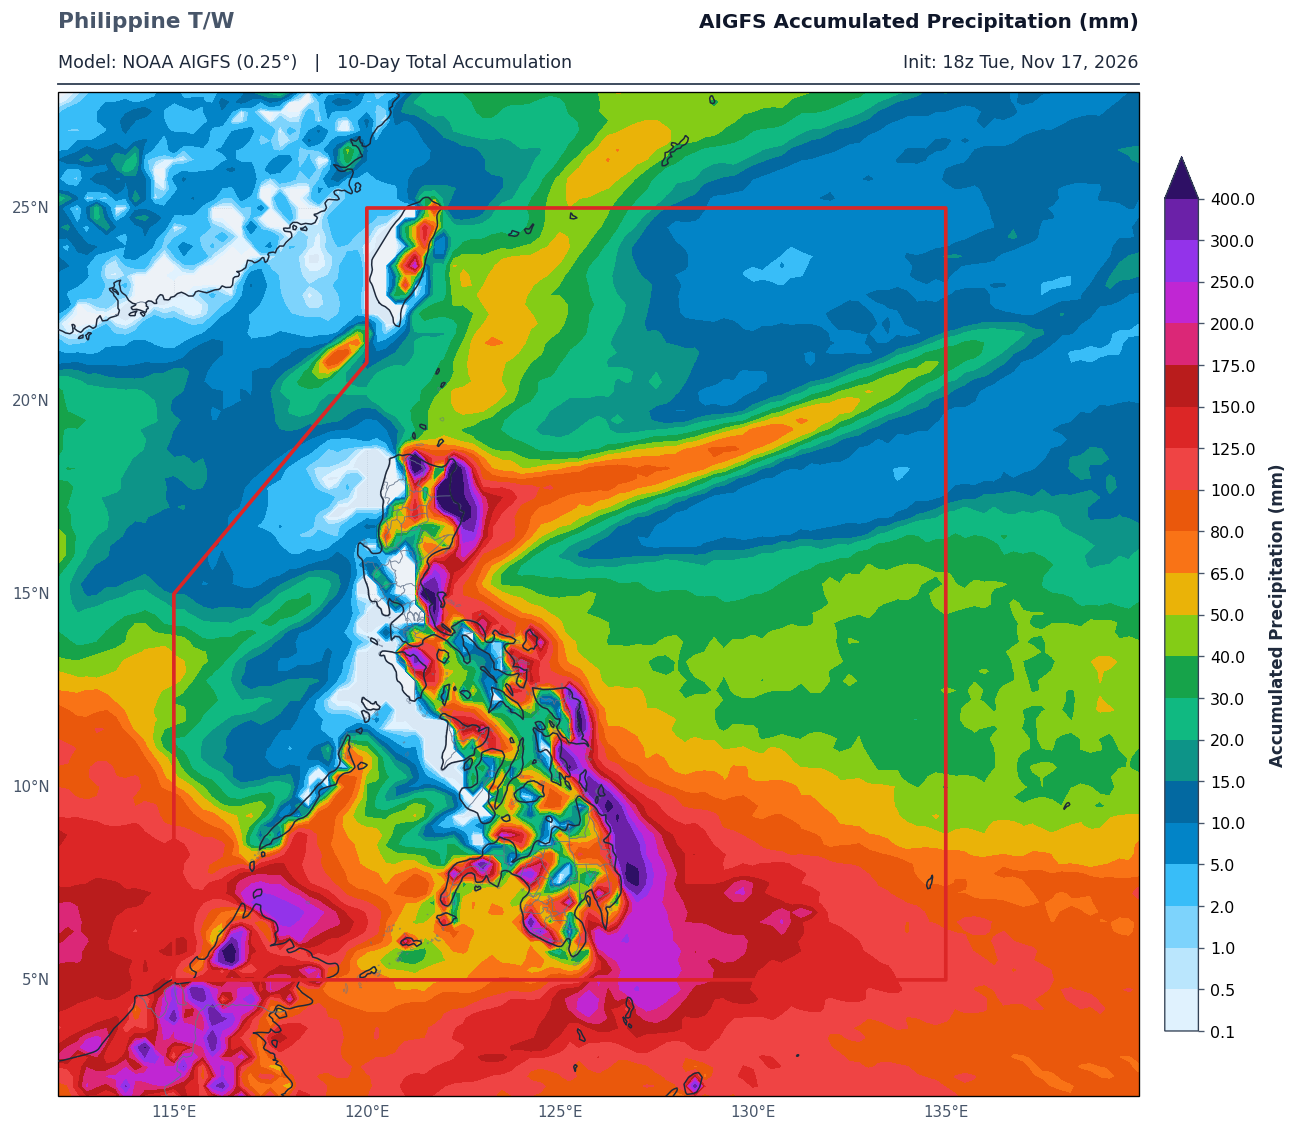 Philippine T/W
AIGFS Accumulated Precipitation (mm)
Model: NOAA AIGFS (0.25°)   |   10-Day Total Accumulation
Init: 18z Tue, Nov 17, 2026
25°N
20°N
15°N
10°N
5°N
115°E
120°E
125°E
130°E
135°E
400.0
300.0
250.0
200.0
175.0
150.0
125.0
100.0
80.0
65.0
50.0
40.0
30.0
20.0
15.0
10.0
5.0
2.0
1.0
0.5
0.1
Accumulated Precipitation (mm)